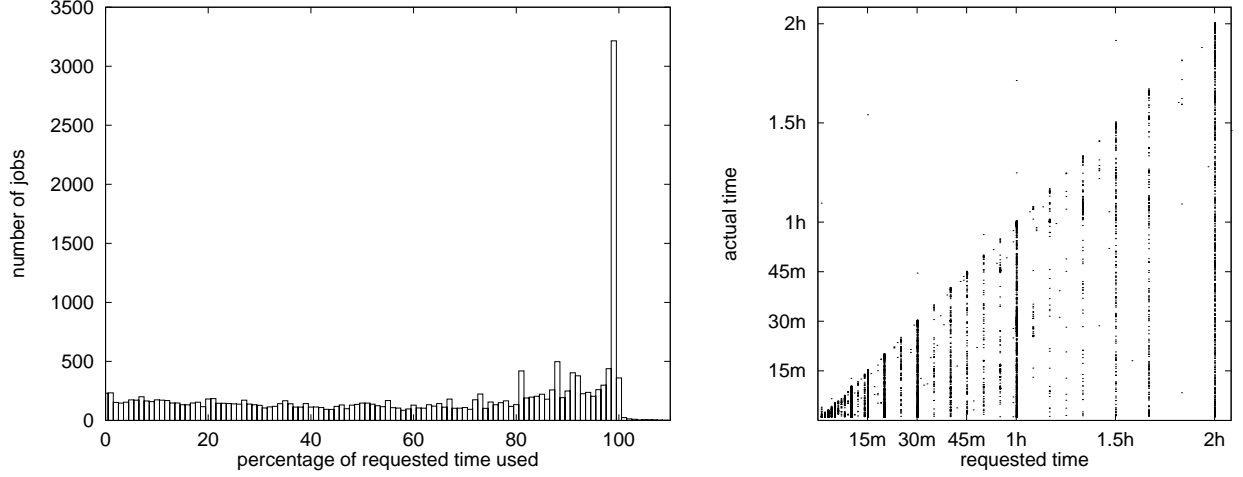 number of jobs
3500
3000
2500
2000
1500
1000
500
0
0 20 40 60 80 100
percentage of requested time used
actual time
2h
1.5h
1h
45m
30m
15m
15m 30m 45m 1h 1.5h 2h
requested time